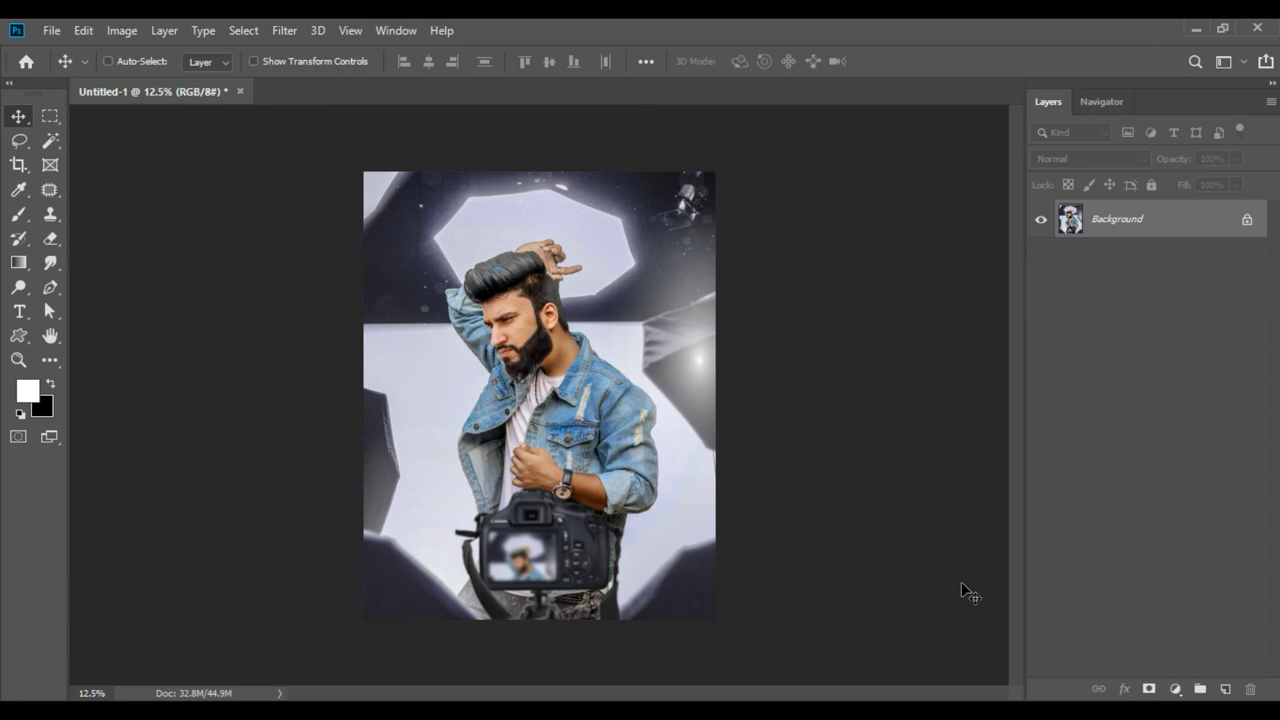 Ps File Edit Image Layer Type Select Filter 3D View Window Help
Auto-Select: Layer Show Transform Controls 3D Mode:
Untitled-1 @ 12.5% (RGB/8#) * ×
Layers Navigator
Kind
Normal Opacity: 100%
Lock: Fill: 100%
Background
12.5% Doc: 32.8M/44.9M